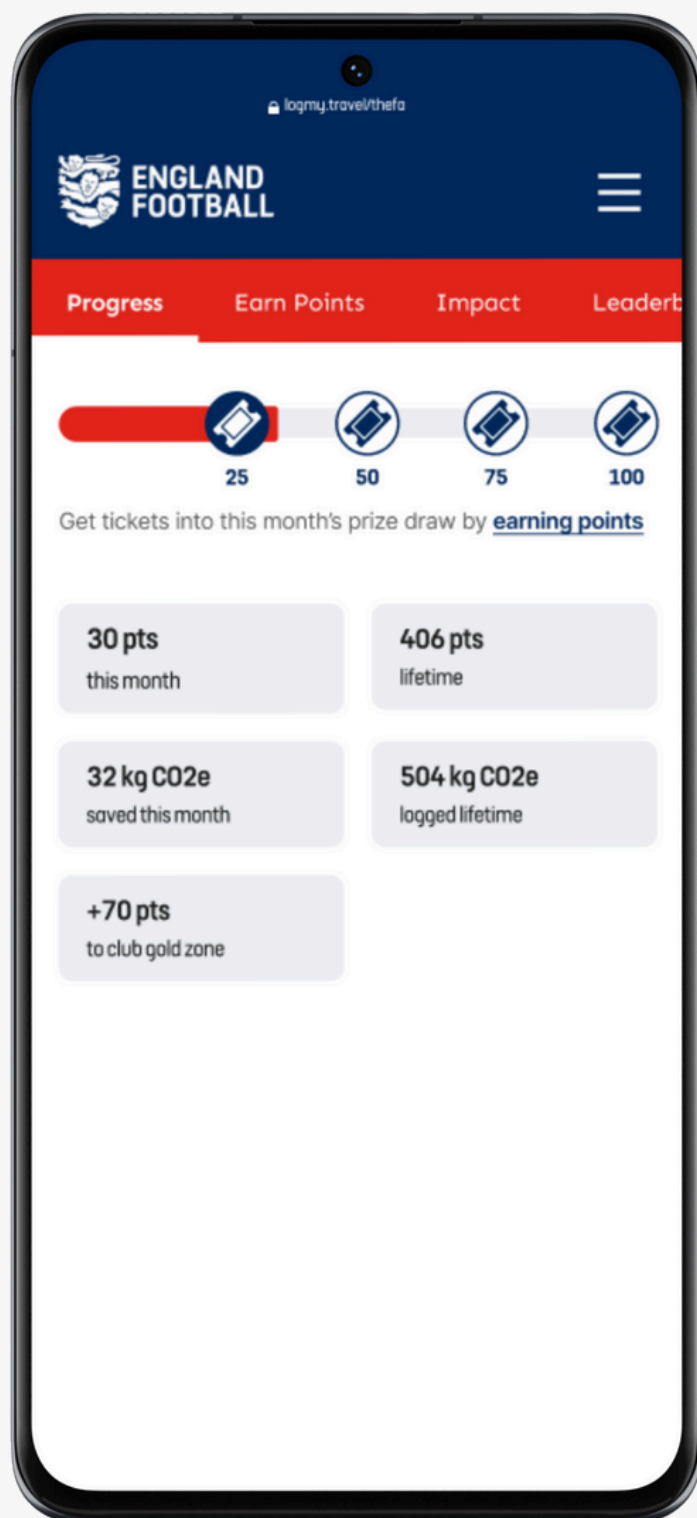 logmy.travel/thefa
ENGLAND
FOOTBALL
Progress Earn Points Impact Leaderb
25 50 75 100
Get tickets into this month's prize draw by earning points
30 pts
this month
406 pts
lifetime
32 kg CO2e
saved this month
504 kg CO2e
logged lifetime
+70 pts
to club gold zone